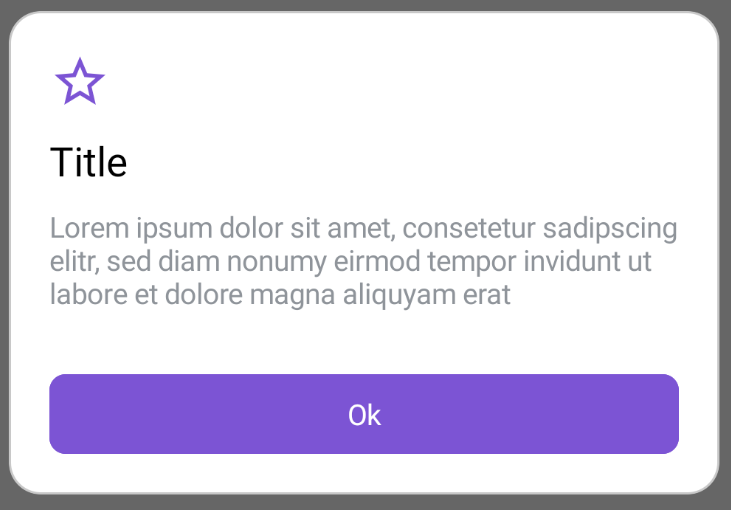 Title
Lorem ipsum dolor sit amet, consetetur sadipscing
elitr, sed diam nonumy eirmod tempor invidunt ut
labore et dolore magna aliquyam erat
Ok